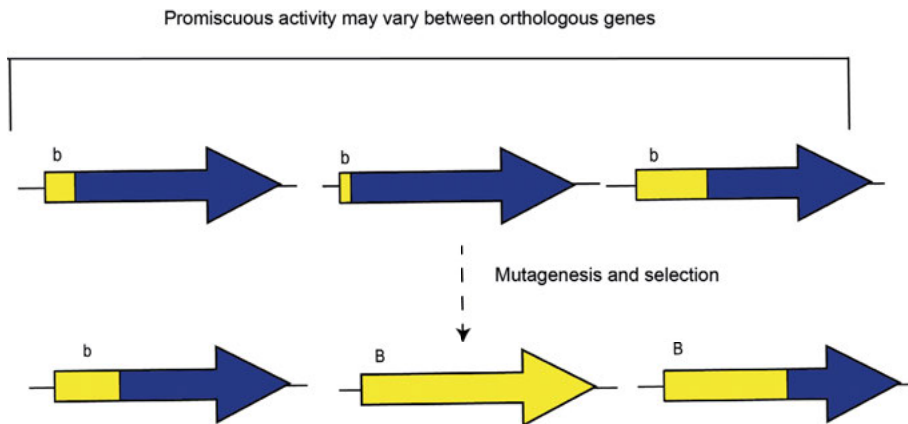 Promiscuous activity may vary between orthologous genes
b b b
Mutagenesis and selection
b B B